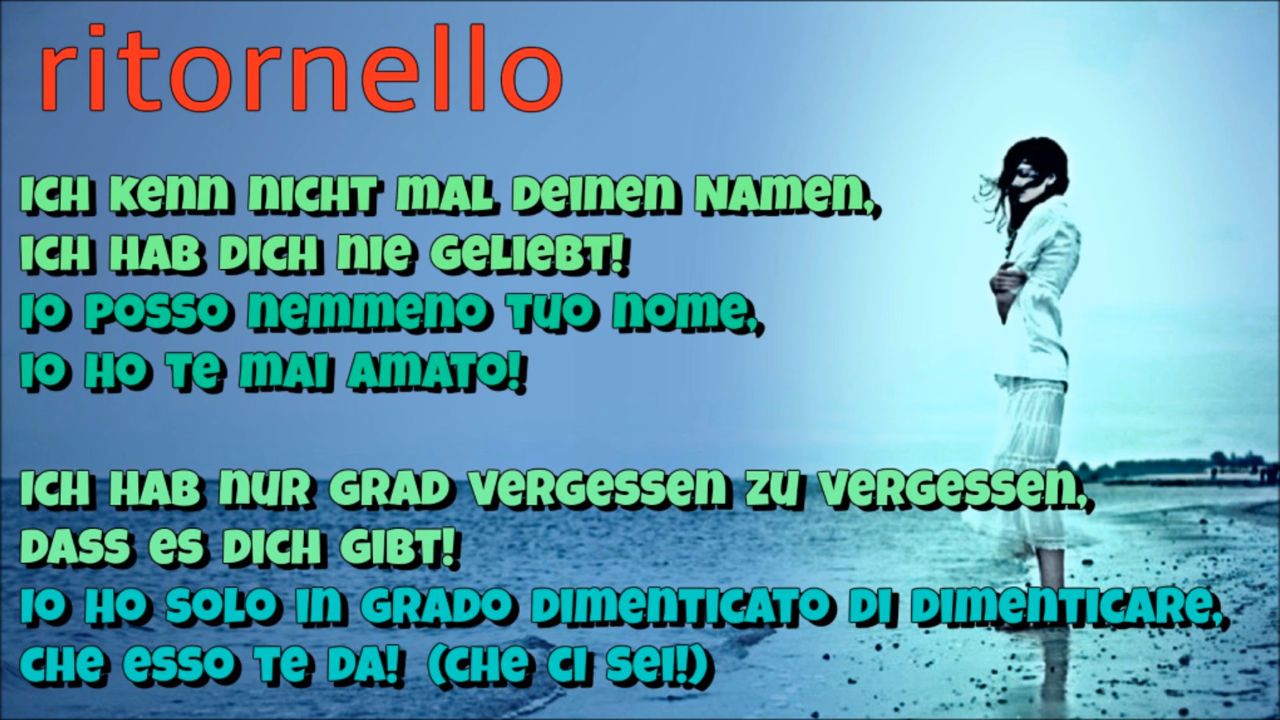 ritornello
Ich kenn nicht mal deinen Namen,
ich hab dich nie geliebt!
Io posso nemmeno tuo nome,
io ho te mai amato!
Ich hab nur grad vergessen zu vergessen,
dass es dich gibt!
Io ho solo in grado dimenticato di dimenticare,
che esso te da! (che ci sei!)